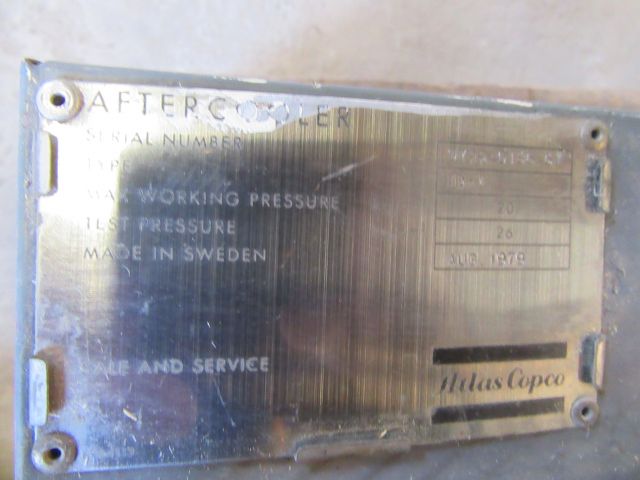 AFTERCOOLER
SERIAL NUMBER
TYPE
MAX WORKING PRESSURE 20
TEST PRESSURE 26
MADE IN SWEDEN AUG 1979
SALE AND SERVICE
Atlas Copco